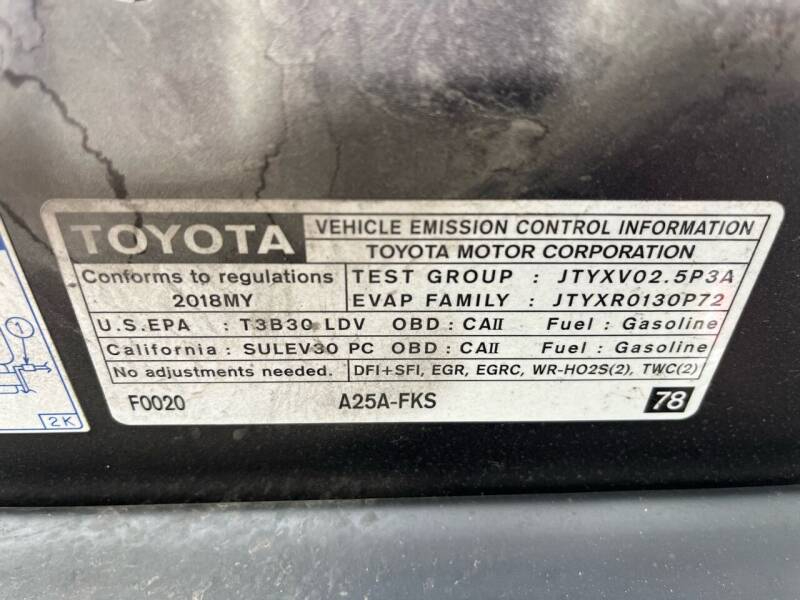 TOYOTA
VEHICLE EMISSION CONTROL INFORMATION
TOYOTA MOTOR CORPORATION
Conforms to regulations
2018MY
TEST GROUP : JTYXV02.5P3A
EVAP FAMILY : JTYXR0130P72
U.S.EPA : T3B30 LDV OBD : CAII Fuel : Gasoline
California : SULEV30 PC OBD : CAII Fuel : Gasoline
No adjustments needed. DFI+SFI, EGR, EGRC, WR-HO2S(2), TWC(2)
F0020 A25A-FKS 78
1
2K